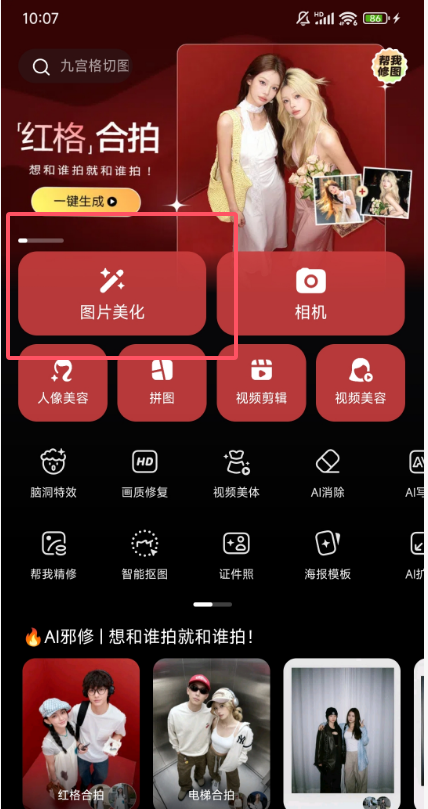 10:07
HD
86
九宫格切图
帮我
修图
「红格」合拍
想和谁拍就和谁拍！
一键生成
图片美化
相机
人像美容
拼图
视频剪辑
视频美容
脑洞特效
HD
画质修复
视频美体
AI消除
帮我精修
智能抠图
证件照
海报模板
AI扩
🔥AI邪修 | 想和谁拍就和谁拍！
红格合拍
电梯合拍